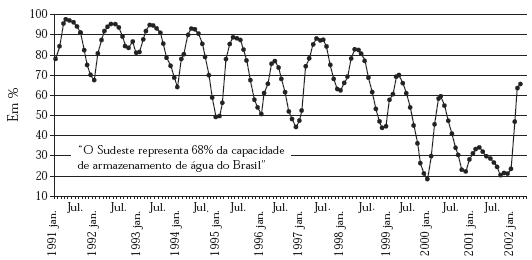 100
90
80
70
60
50
40
30
20
10
Em %
"O Sudeste representa 68% da capacidade
de armazenamento de água do Brasil"
1991 jan.
Jul.
1992 jan.
Jul.
1993 jan.
Jul.
1994 jan.
Jul.
1995 jan.
Jul.
1996 jan.
Jul.
1997 jan.
Jul.
1998 jan.
Jul.
1999 jan.
Jul.
2000 jan.
Jul.
2001 jan.
Jul.
2002 jan.